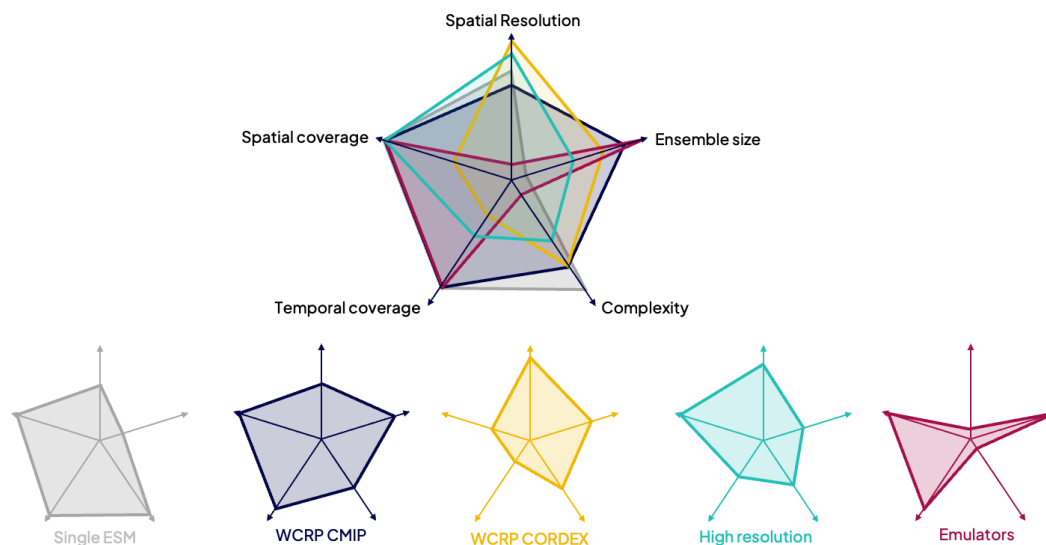 Spatial Resolution
Spatial coverage
Ensemble size
Temporal coverage
Complexity
Single ESM
WCRP CMIP
WCRP CORDEX
High resolution
Emulators